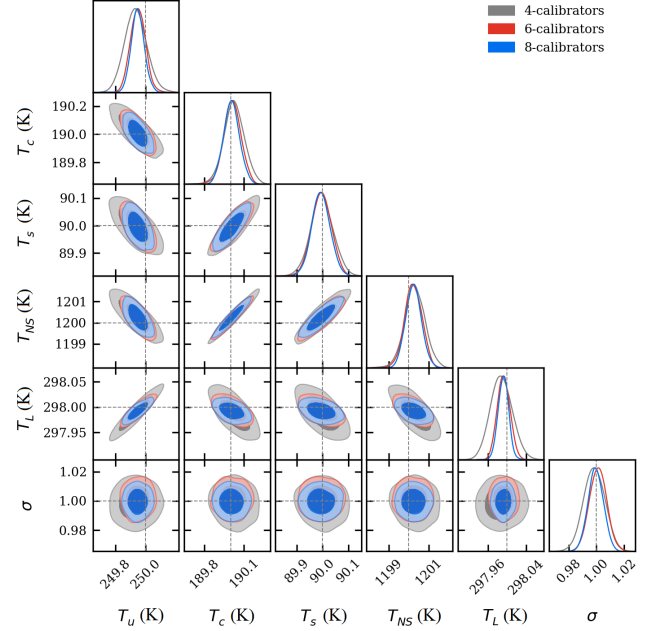 4-calibrators
6-calibrators
8-calibrators
190.2
190.0
189.8
T_c (K)
90.1
90.0
89.9
T_s (K)
1201
1200
1199
T_NS (K)
298.05
298.00
297.95
T_L (K)
1.02
1.00
0.98
σ
249.8 250.0 189.8 190.1 89.9 90.0 90.1 1199 1201 297.96 298.04 0.98 1.00 1.02
T_u (K) T_c (K) T_s (K) T_NS (K) T_L (K) σ